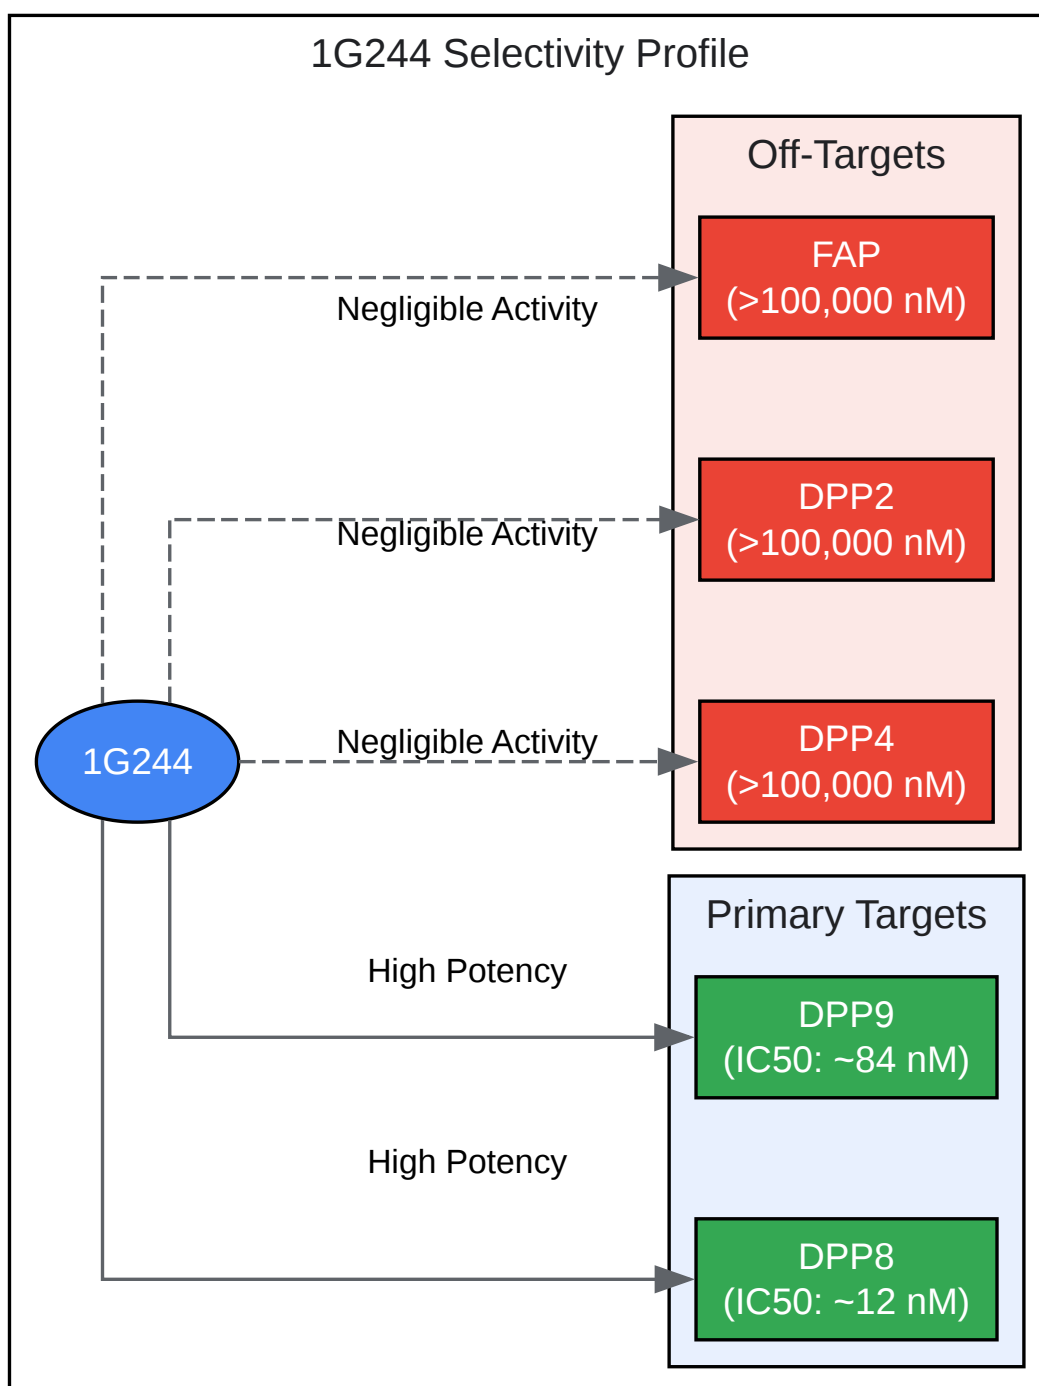 1G244 Selectivity Profile
Off-Targets
FAP
(>100,000 nM)
Negligible Activity
DPP2
(>100,000 nM)
Negligible Activity
DPP4
(>100,000 nM)
Negligible Activity
1G244
Primary Targets
High Potency
DPP9
(IC50: ~84 nM)
High Potency
DPP8
(IC50: ~12 nM)